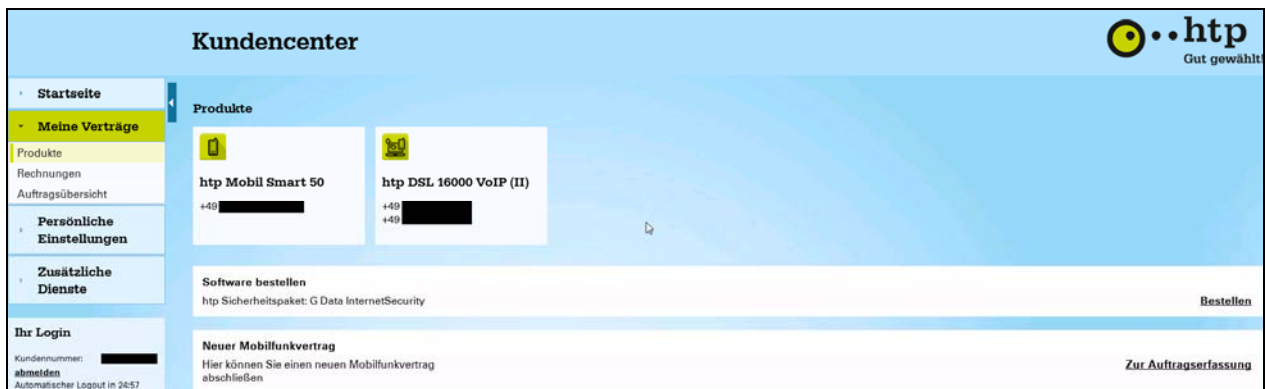 Kundencenter
htp
Gut gewählt!
Startseite
Meine Verträge
Produkte
Rechnungen
Auftragsübersicht
Persönliche
Einstellungen
Zusätzliche
Dienste
Ihr Login
Kundennummer:
abmelden
Automatischer Logout in 24:57
Produkte
htp Mobil Smart 50
+49
htp DSL 16000 VoIP (II)
+49
+49
Software bestellen
htp Sicherheitspaket: G Data InternetSecurity
Bestellen
Neuer Mobilfunkvertrag
Hier können Sie einen neuen Mobilfunkvertrag
abschließen
Zur Auftragserfassung